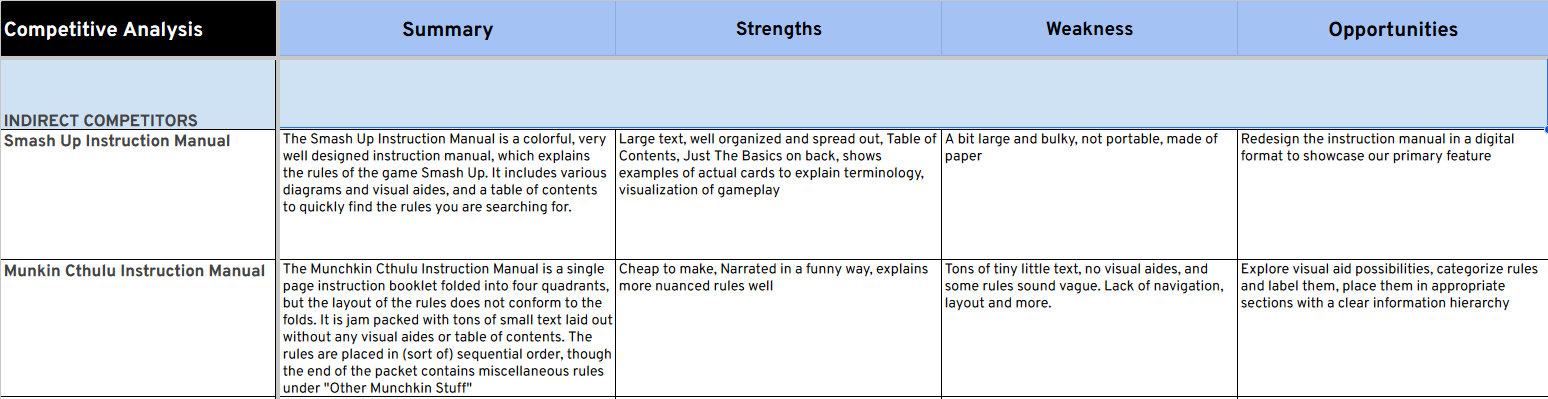 Competitive Analysis
Summary
Strengths
Weakness
Opportunities
INDIRECT COMPETITORS
Smash Up Instruction Manual
The Smash Up Instruction Manual is a colorful, very
well designed instruction manual, which explains
the rules of the game Smash Up. It includes various
diagrams and visual aides, and a table of contents
to quickly find the rules you are searching for.
Large text, well organized and spread out, Table of
Contents, Just The Basics on back, shows
examples of actual cards to explain terminology,
visualization of gameplay
A bit large and bulky, not portable, made of
paper
Redesign the instruction manual in a digital
format to showcase our primary feature
Munkin Cthulu Instruction Manual
The Munchkin Cthulu Instruction Manual is a single
page instruction booklet folded into four quadrants,
but the layout of the rules does not conform to the
folds. It is jam packed with tons of small text laid out
without any visual aides or table of contents. The
rules are placed in (sort of) sequential order, though
the end of the packet contains miscellaneous rules
under "Other Munchkin Stuff"
Cheap to make, Narrated in a funny way, explains
more nuanced rules well
Tons of tiny little text, no visual aides, and
some rules sound vague. Lack of navigation,
layout and more.
Explore visual aid possibilities, categorize rules
and label them, place them in appropriate
sections with a clear information hierarchy